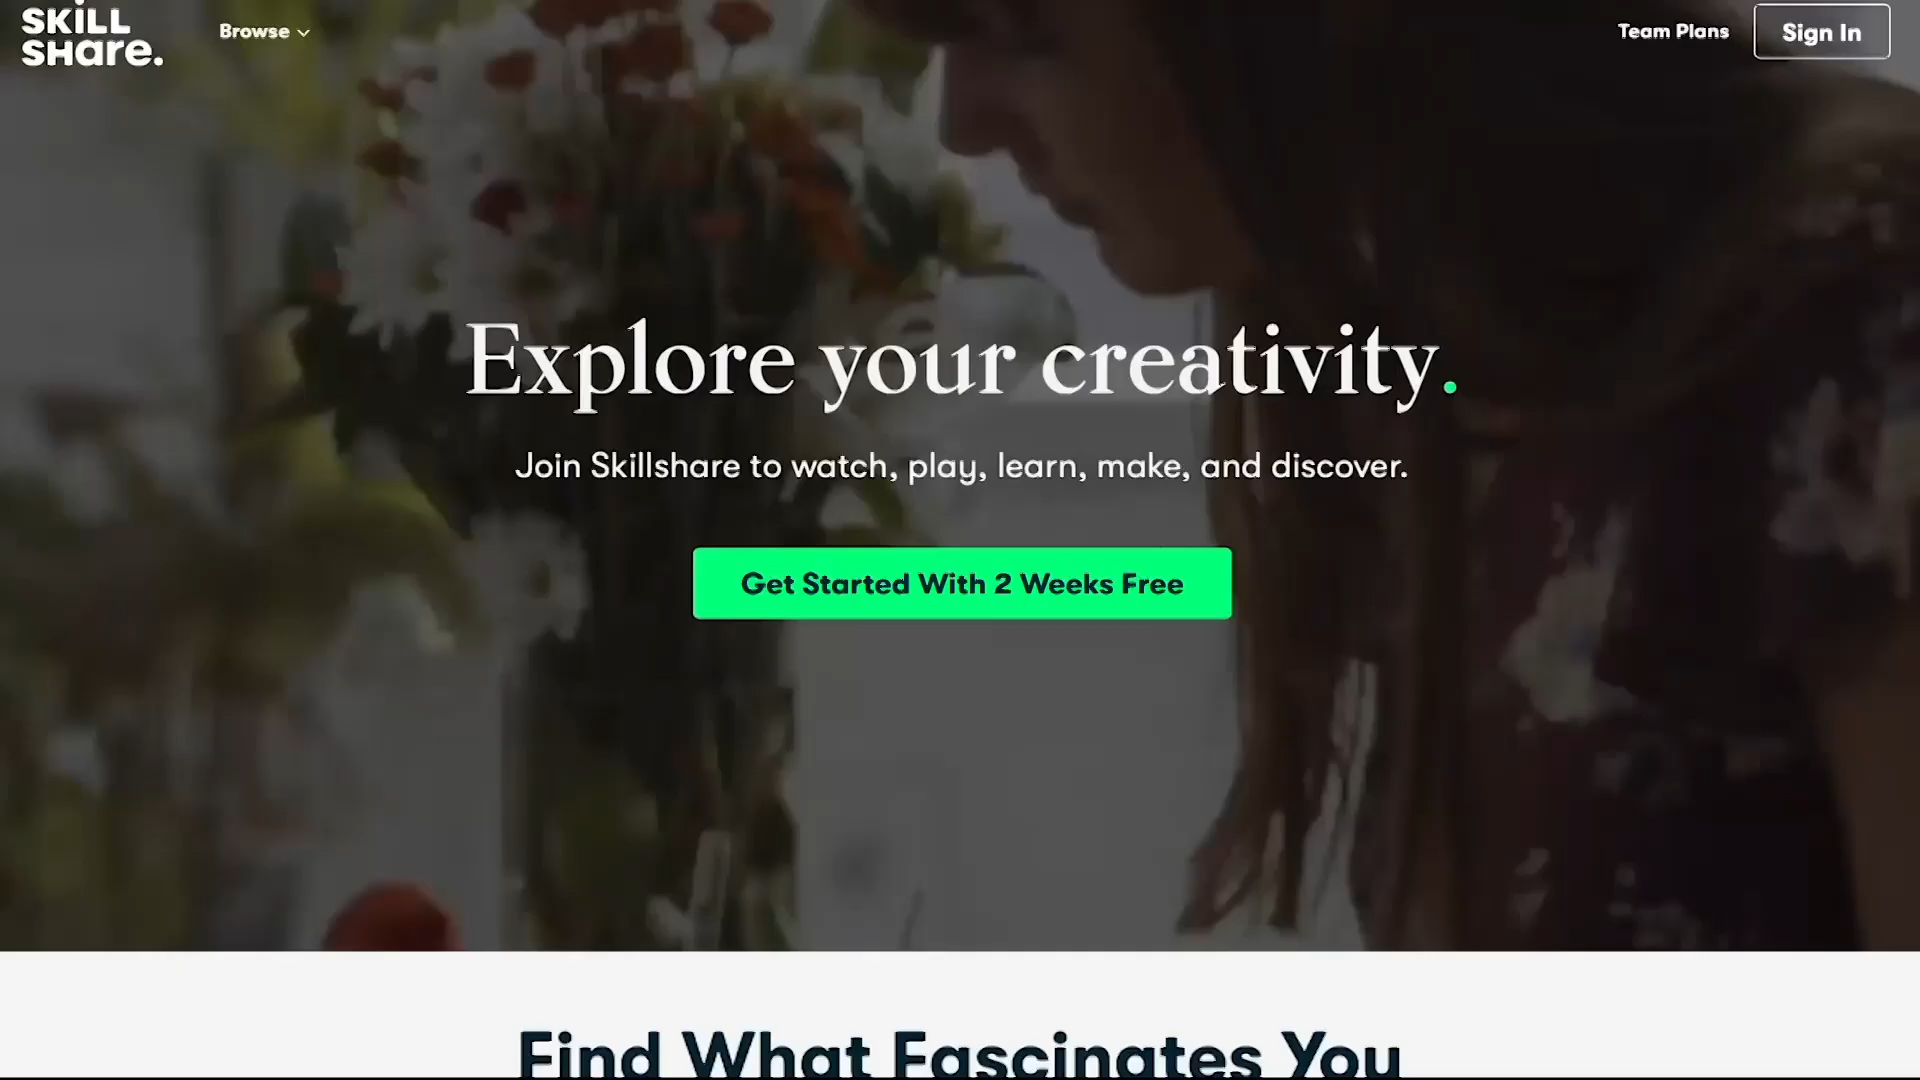 SKILL
SHare.
Browse
Team Plans
Sign In
Explore your creativity.
Join Skillshare to watch, play, learn, make, and discover.
Get Started With 2 Weeks Free
Find What Fascinates You